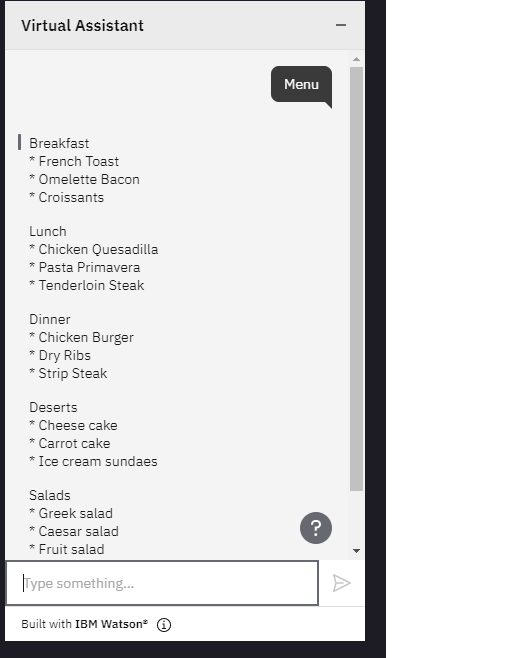 Virtual Assistant
Menu
Breakfast
* French Toast
* Omelette Bacon
* Croissants
Lunch
* Chicken Quesadilla
* Pasta Primavera
* Tenderloin Steak
Dinner
* Chicken Burger
* Dry Ribs
* Strip Steak
Deserts
* Cheese cake
* Carrot cake
* Ice cream sundaes
Salads
* Greek salad
* Caesar salad
* Fruit salad
?
Type something...
Built with IBM Watson®